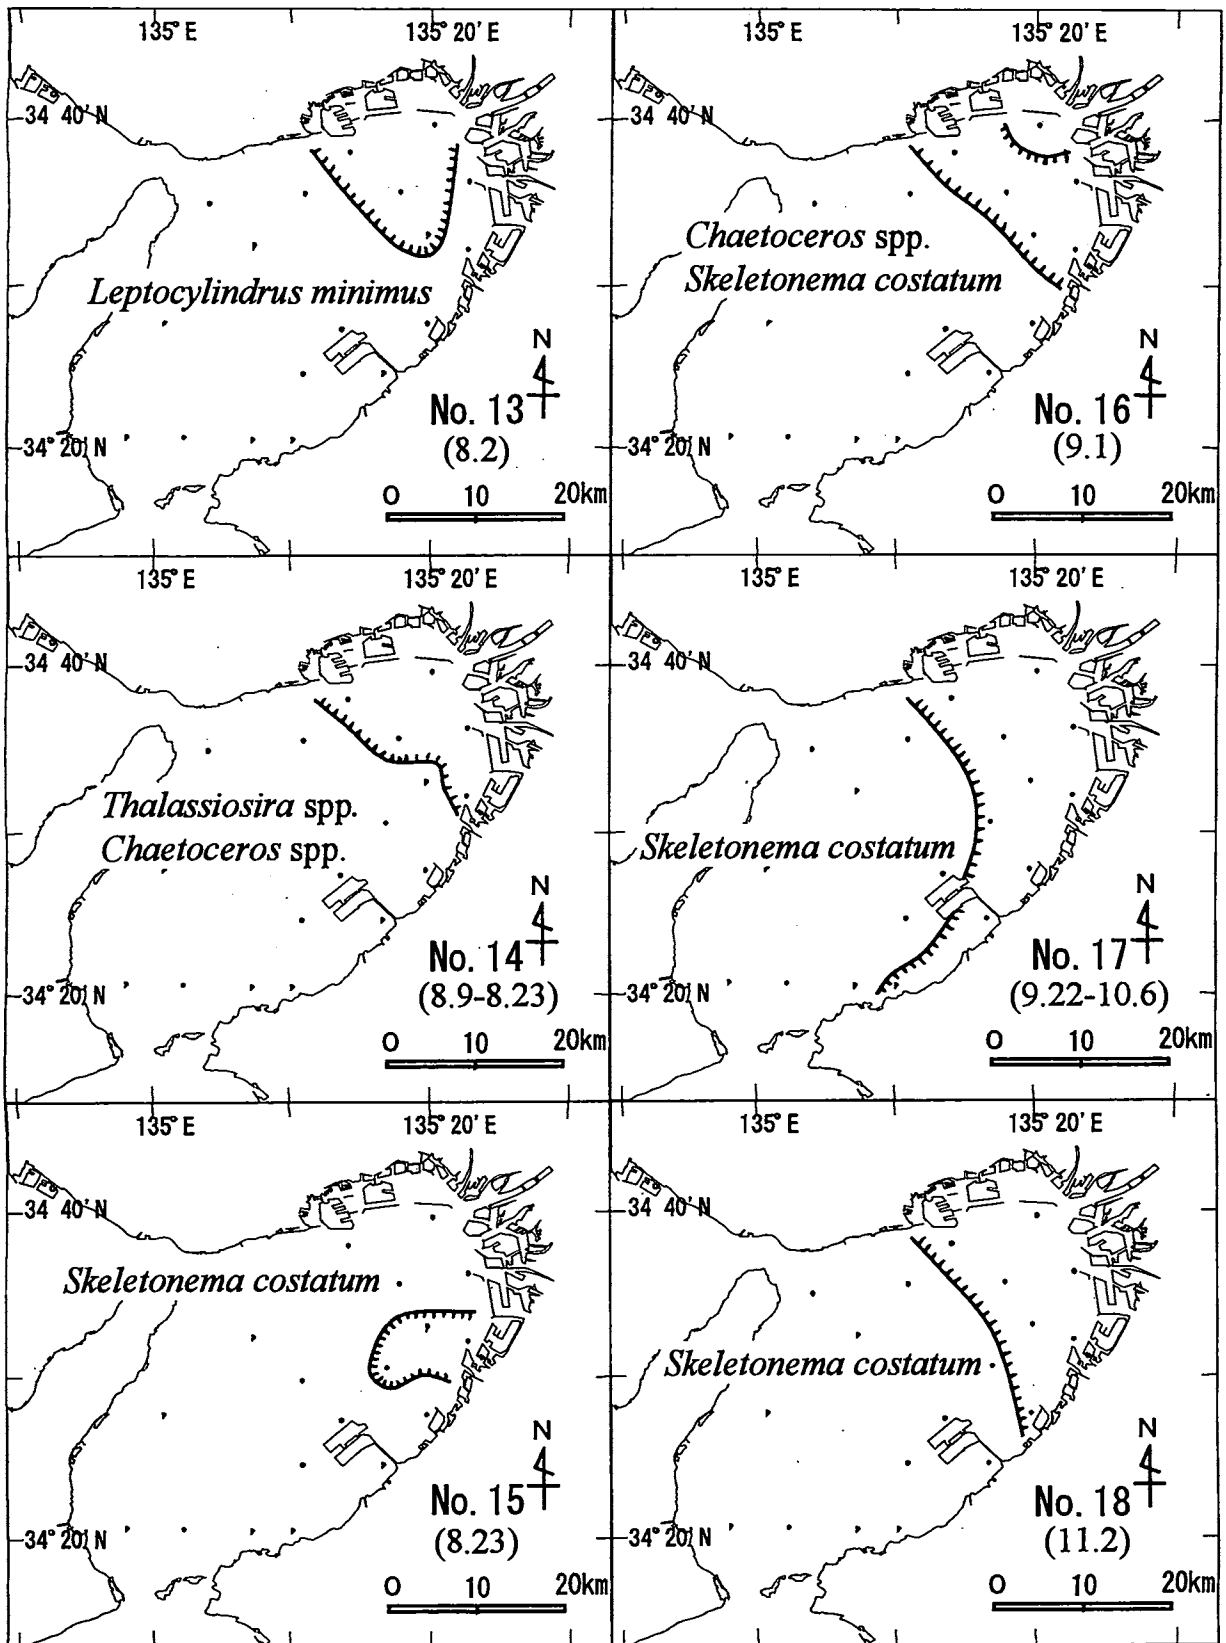 135° E
135° 20' E
34 40' N
Leptocylindrus minimus
N
No. 13
(8.2)
34° 20' N
0 10 20km
135° E
135° 20' E
34 40' N
Chaetoceros spp.
Skeletonema costatum
N
No. 16
(9.1)
34° 20' N
0 10 20km
135° E
135° 20' E
34 40' N
Thalassiosira spp.
Chaetoceros spp.
N
No. 14
(8.9-8.23)
34° 20' N
0 10 20km
135° E
135° 20' E
34 40' N
Skeletonema costatum
N
No. 17
(9.22-10.6)
34° 20' N
0 10 20km
135° E
135° 20' E
34 40' N
Skeletonema costatum
N
No. 15
(8.23)
34° 20' N
0 10 20km
135° E
135° 20' E
34 40' N
Skeletonema costatum
N
No. 18
(11.2)
34° 20' N
0 10 20km